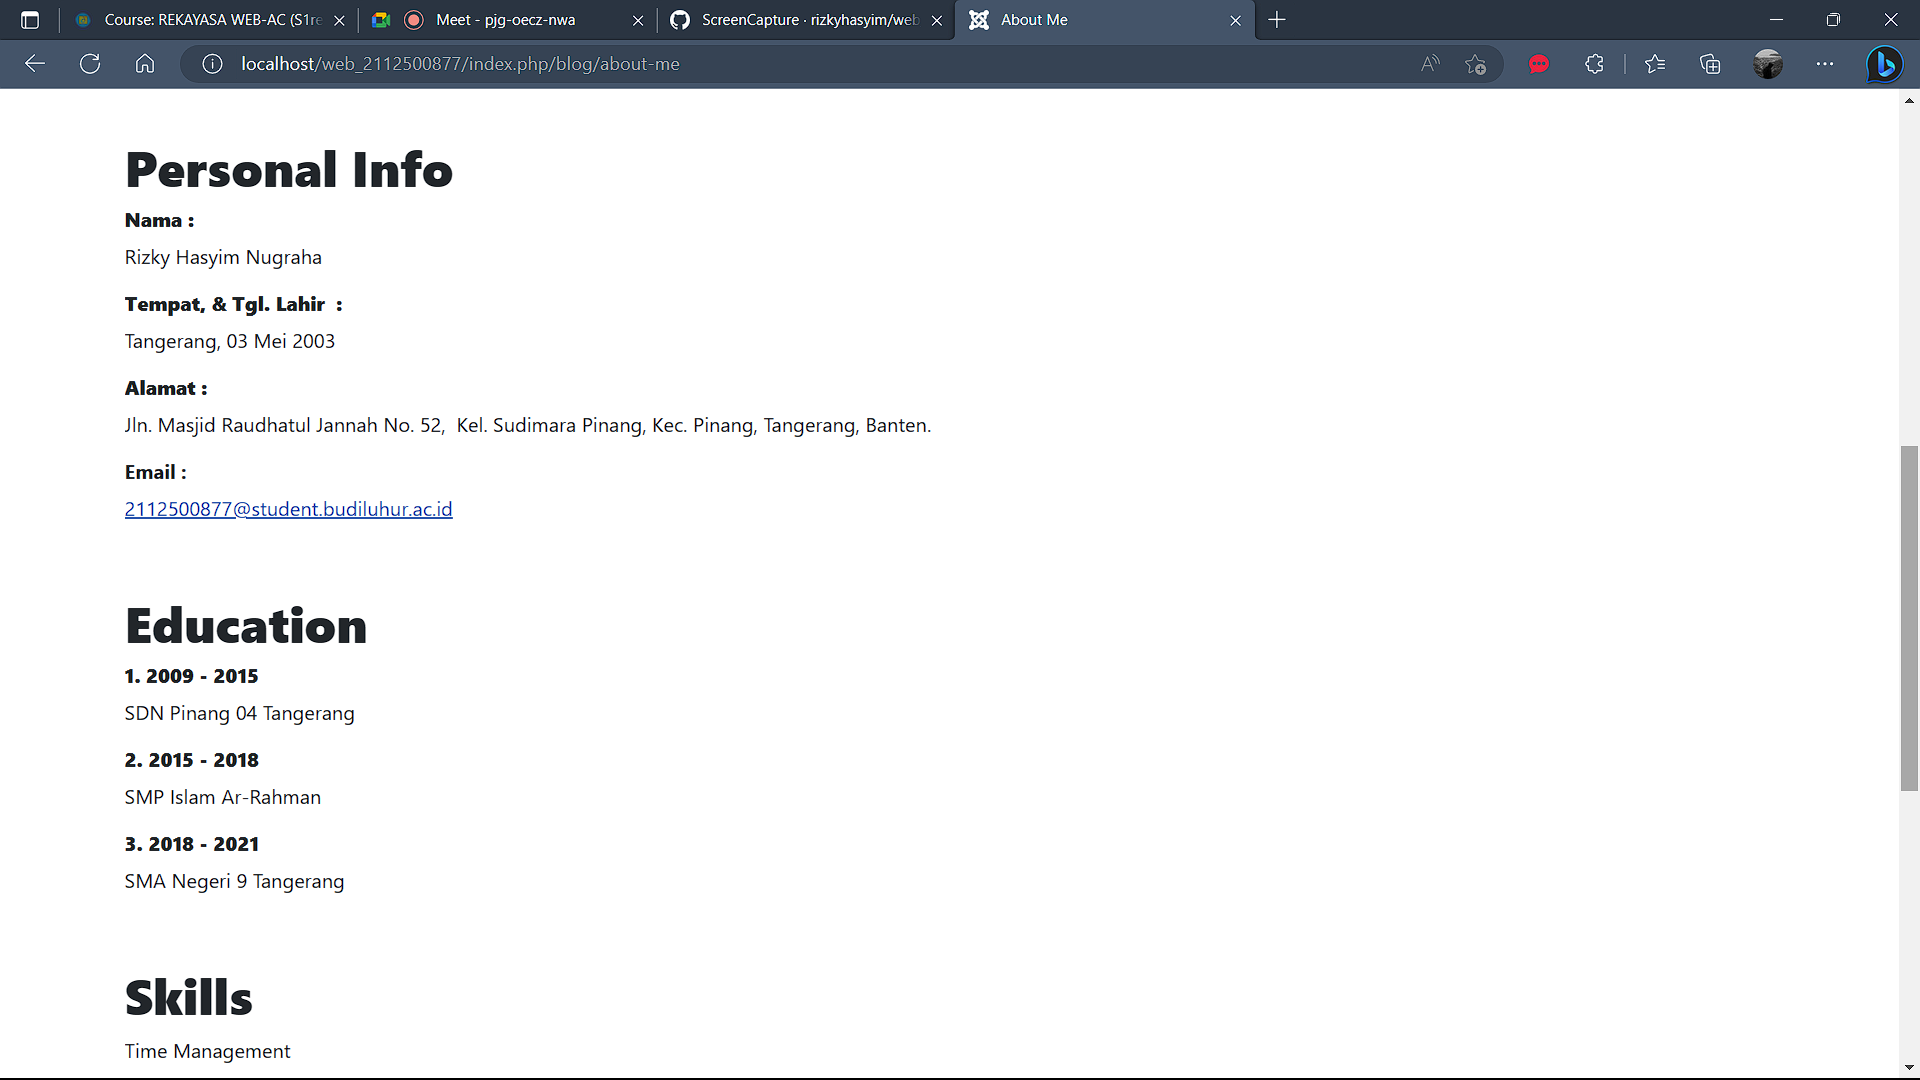 Course: REKAYASA WEB-AC (S1re
Meet - pjg-oecz-nwa
ScreenCapture · rizkyhasyim/web
About Me
localhost/web_2112500877/index.php/blog/about-me
Personal Info
Nama :
Rizky Hasyim Nugraha
Tempat, & Tgl. Lahir :
Tangerang, 03 Mei 2003
Alamat :
Jln. Masjid Raudhatul Jannah No. 52, Kel. Sudimara Pinang, Kec. Pinang, Tangerang, Banten.
Email :
2112500877@student.budiluhur.ac.id
Education
1. 2009 - 2015
SDN Pinang 04 Tangerang
2. 2015 - 2018
SMP Islam Ar-Rahman
3. 2018 - 2021
SMA Negeri 9 Tangerang
Skills
Time Management